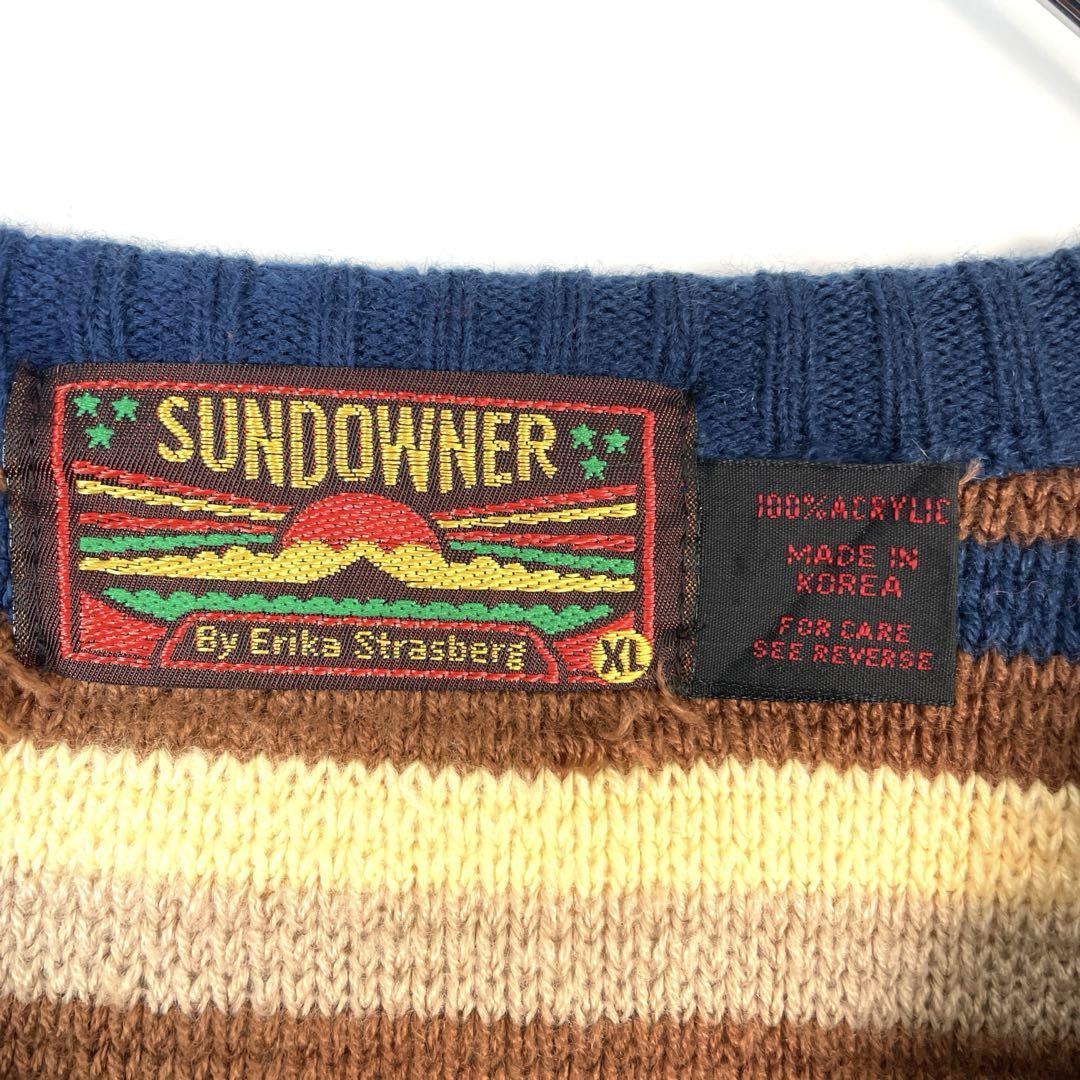 SUNDOWNER
By Erika Strasberg
XL
100% ACRYLIC
MADE IN
KOREA
FOR CARE
SEE REVERSE